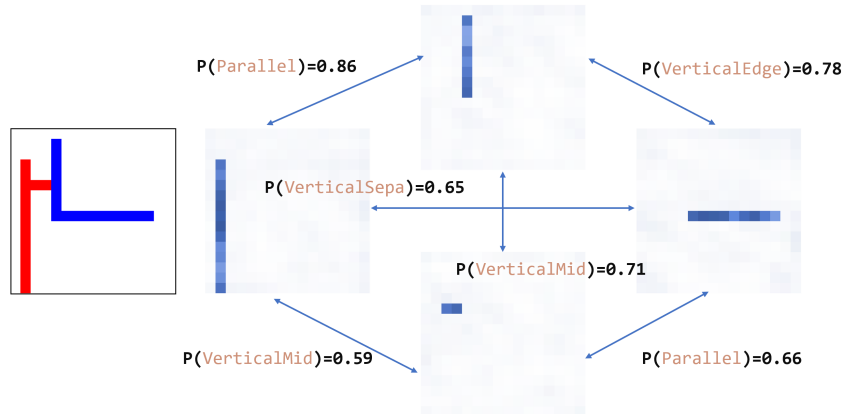 P(Parallel)=0.86
P(VerticalEdge)=0.78
P(VerticalSepa)=0.65
P(VerticalMid)=0.71
P(VerticalMid)=0.59
P(Parallel)=0.66